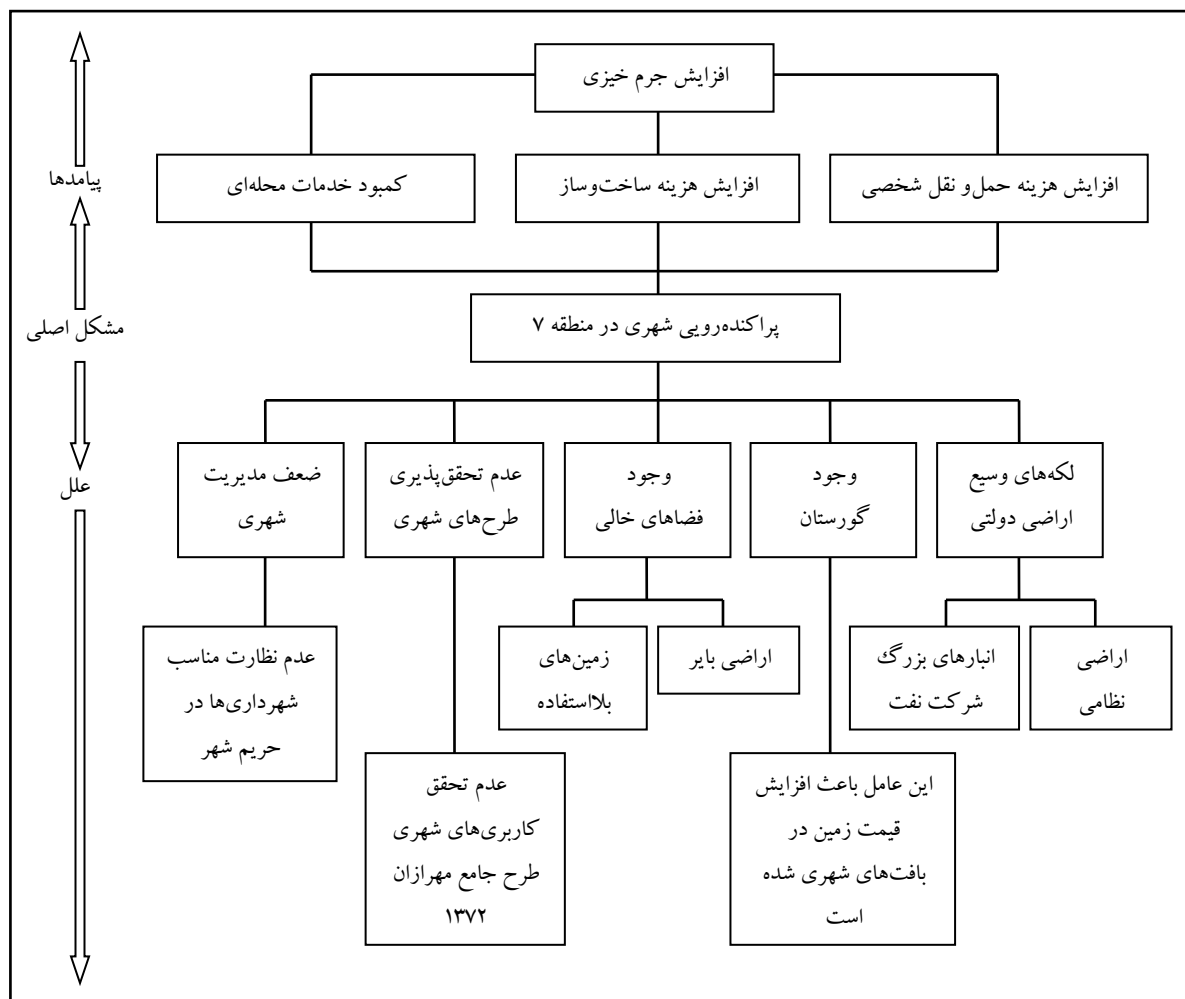 افزایش جرم خیزی
پیامدها
افزایش هزینه حمل‌و نقل شخصی
افزایش هزینه ساخت‌وساز
کمبود خدمات محله‌ای
مشکل اصلی
پراکنده‌رویی شهری در منطقه ۷
علل
لکه‌های وسیع
اراضی دولتی
وجود
گورستان
وجود
فضاهای خالی
عدم تحقق‌پذیری
طرح‌های شهری
ضعف مدیریت
شهری
اراضی
نظامی
انبارهای بزرگ
شرکت نفت
اراضی بایر
زمین‌های
بلااستفاده
عدم نظارت مناسب
شهرداری‌ها در
حریم شهر
این عامل باعث افزایش
قیمت زمین در
بافت‌های شهری شده
است
عدم تحقق
کاربری‌های شهری
طرح جامع مهرازان
۱۳۷۲